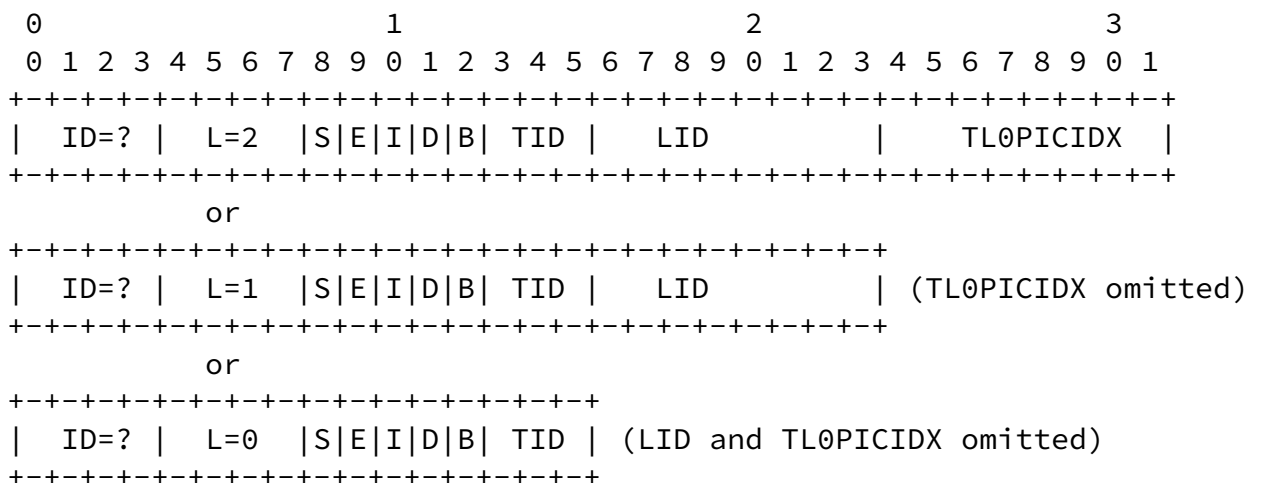 0                   1                   2                   3
 0 1 2 3 4 5 6 7 8 9 0 1 2 3 4 5 6 7 8 9 0 1 2 3 4 5 6 7 8 9 0 1
+-+-+-+-+-+-+-+-+-+-+-+-+-+-+-+-+-+-+-+-+-+-+-+-+-+-+-+-+-+-+-+-+
|  ID=? |  L=2  |S|E|I|D|B| TID |   LID         |    TL0PICIDX  |
+-+-+-+-+-+-+-+-+-+-+-+-+-+-+-+-+-+-+-+-+-+-+-+-+-+-+-+-+-+-+-+-+
           or
+-+-+-+-+-+-+-+-+-+-+-+-+-+-+-+-+-+-+-+-+-+-+-+-+
|  ID=? |  L=1  |S|E|I|D|B| TID |   LID         | (TL0PICIDX omitted)
+-+-+-+-+-+-+-+-+-+-+-+-+-+-+-+-+-+-+-+-+-+-+-+-+
           or
+-+-+-+-+-+-+-+-+-+-+-+-+-+-+-+-+
|  ID=? |  L=0  |S|E|I|D|B| TID | (LID and TL0PICIDX omitted)
+-+-+-+-+-+-+-+-+-+-+-+-+-+-+-+-+